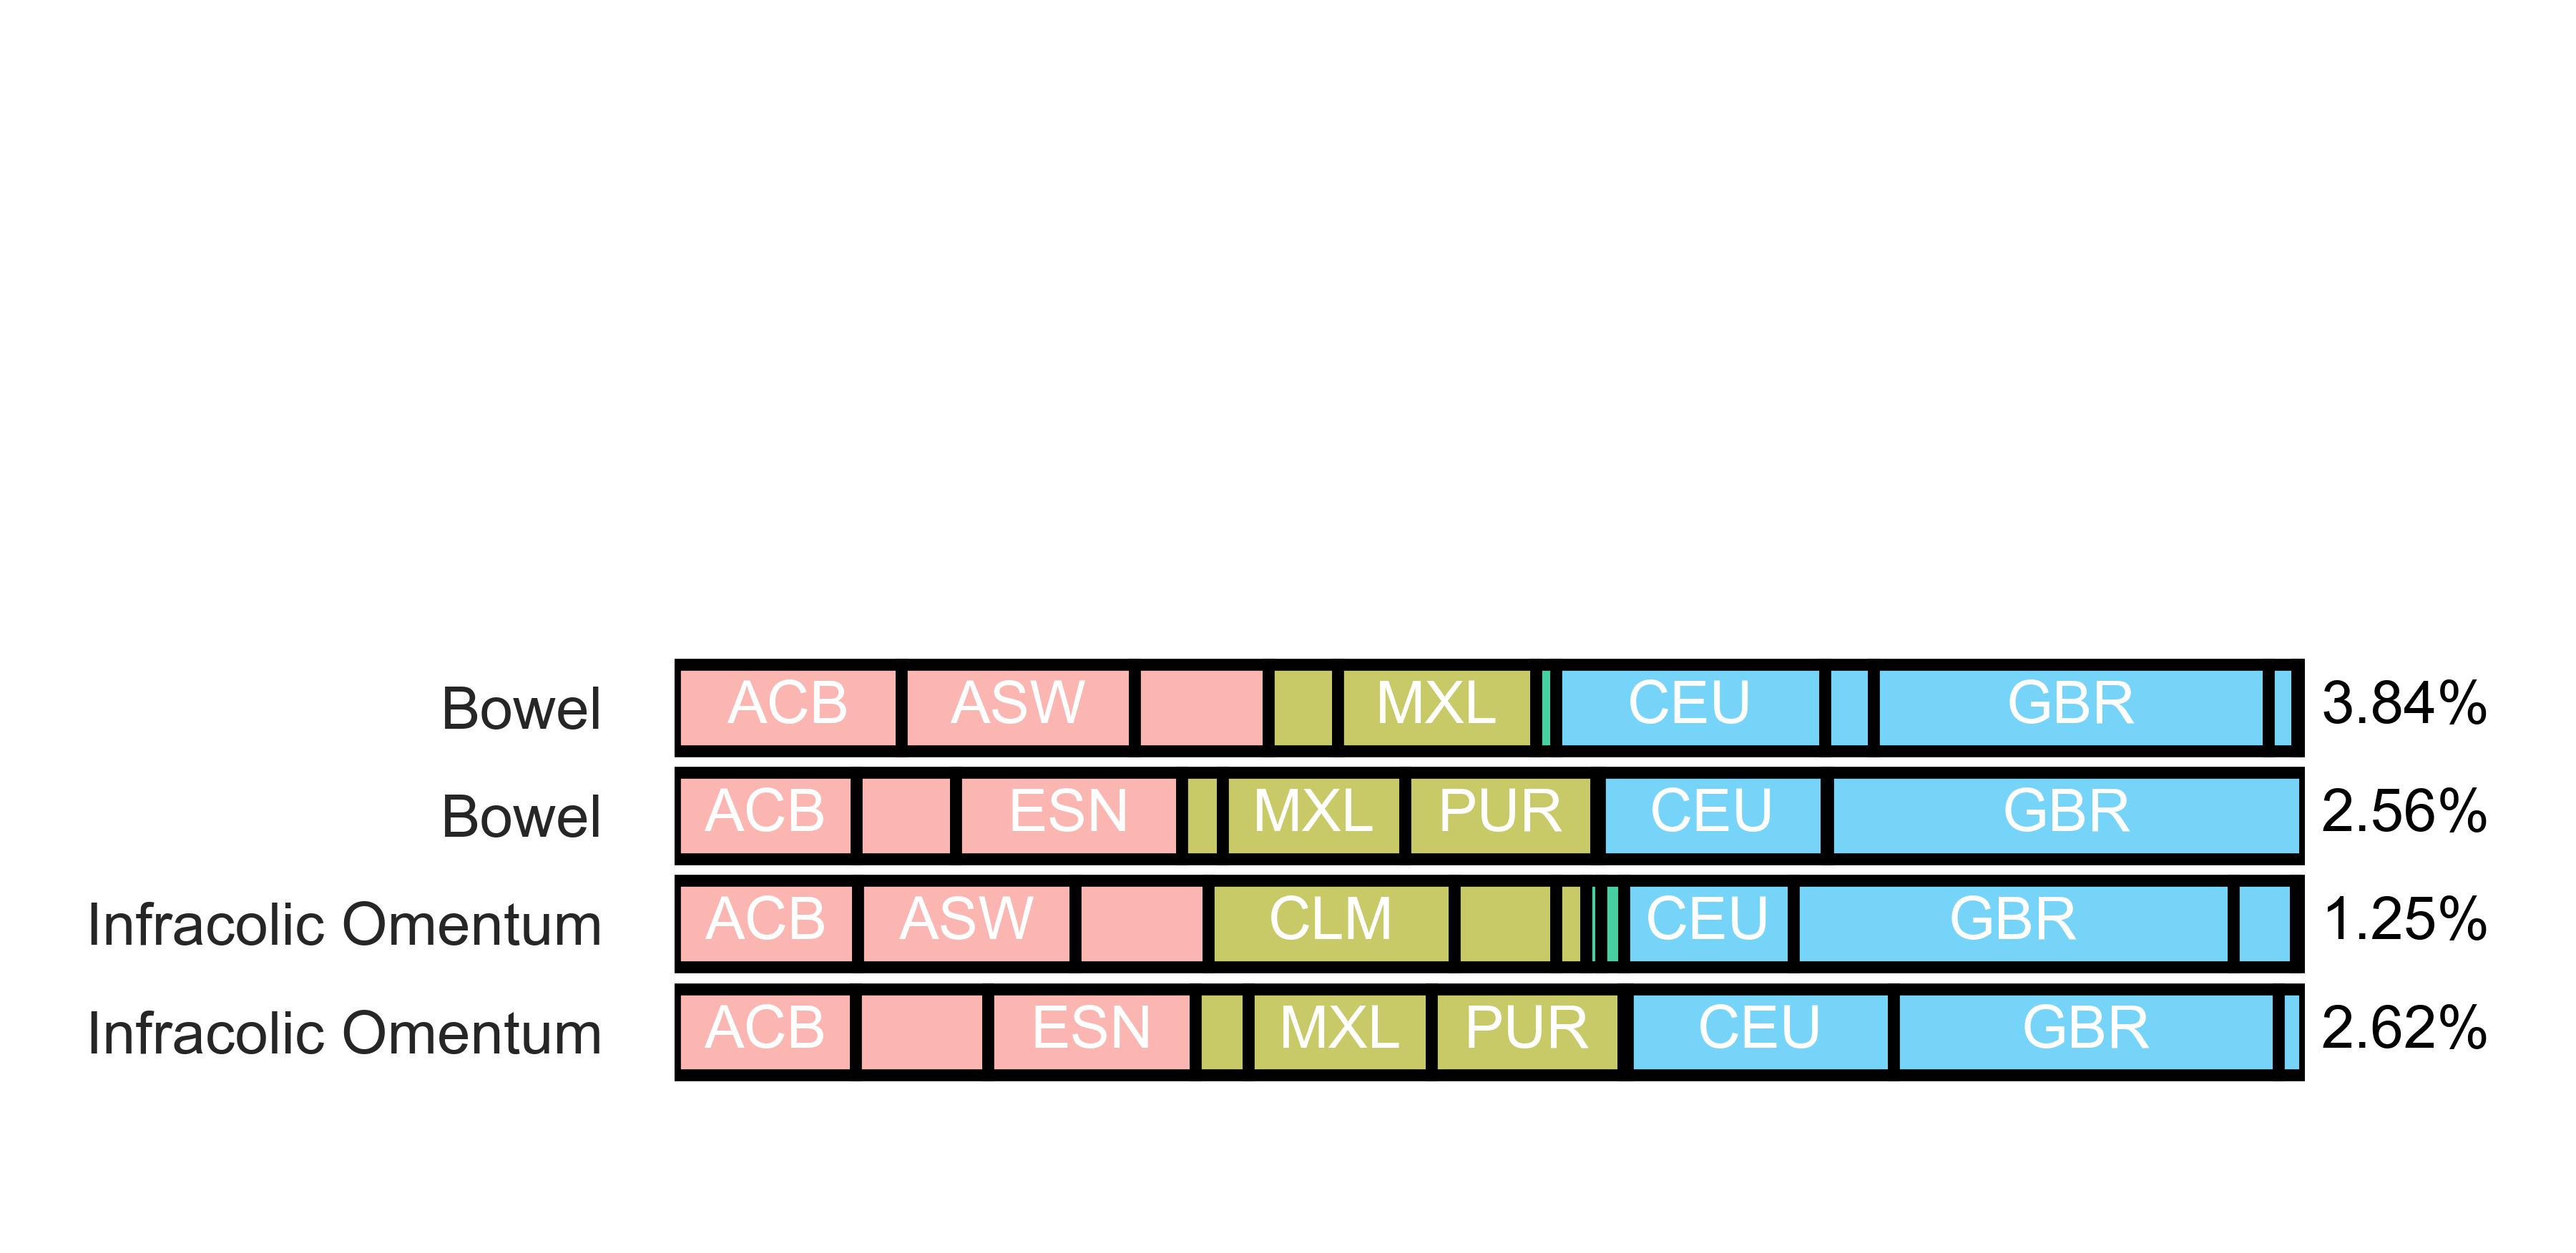 Bowel ACB ASW MXL CEU GBR 3.84%
Bowel ACB ESN MXL PUR CEU GBR 2.56%
Infracolic Omentum ACB ASW CLM CEU GBR 1.25%
Infracolic Omentum ACB ESN MXL PUR CEU GBR 2.62%